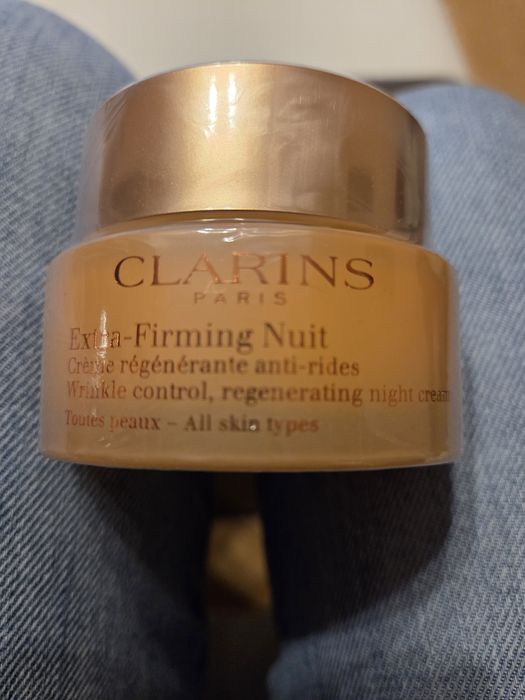 CLARINS
PARIS
Extra-Firming Nuit
Crème régénérante anti-rides
Wrinkle control, regenerating night cream
Toutes peaux – All skin types